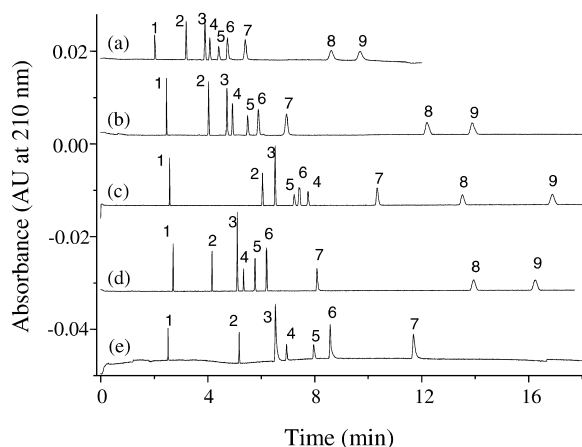 1 2 3 4 5 6 7 8 9
(a)
0.02
1 2 3 4 5 6 7 8 9
(b)
0.00
1 2 3 5 6 4 7 8 9
(c)
-0.02
1 2 3 4 5 6 7 8 9
(d)
-0.04
1 2 3 4 5 6 7
(e)
0 4 8 12 16
Time (min)
Absorbance (AU at 210 nm)